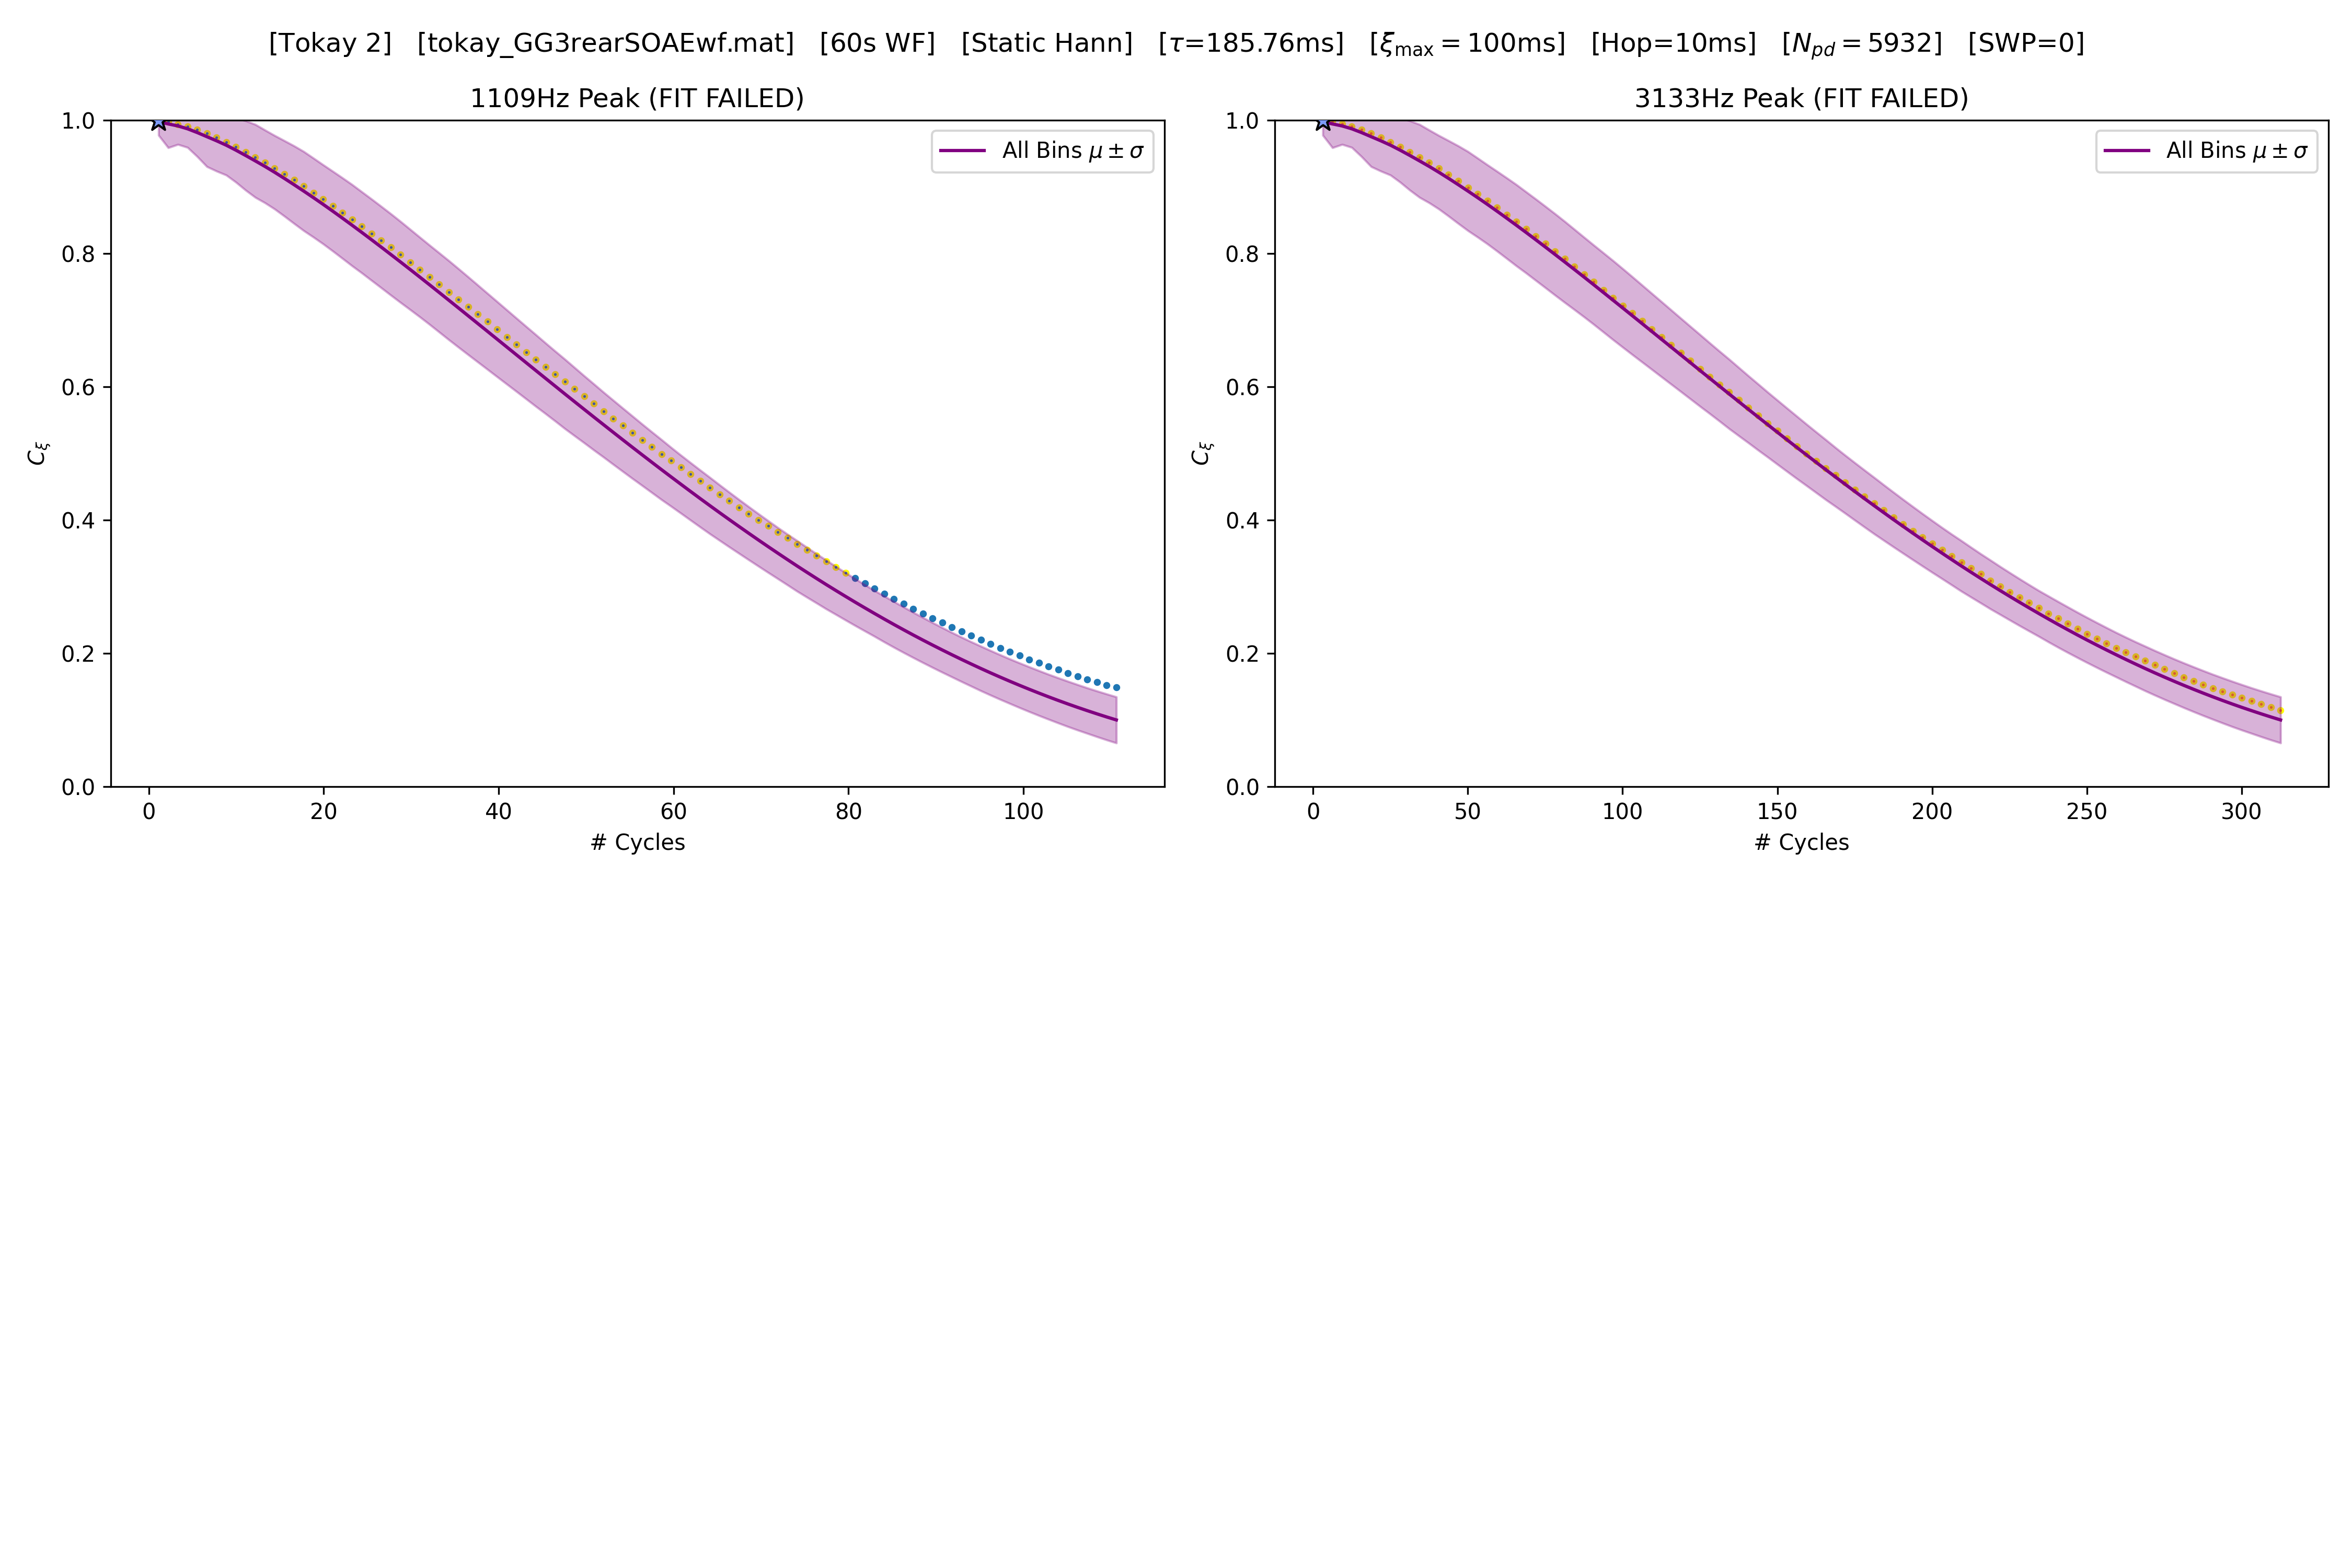 [Tokay 2] [tokay_GG3rearSOAEwf.mat] [60s WF] [Static Hann] [τ=185.76ms] [ξmax = 100ms] [Hop=10ms] [Npd = 5932] [SWP=0]
1109Hz Peak (FIT FAILED)
1.0
0.8
0.6
0.4
0.2
0.0
Cξ
All Bins μ ± σ
0 20 40 60 80 100
# Cycles
3133Hz Peak (FIT FAILED)
1.0
0.8
0.6
0.4
0.2
0.0
Cξ
All Bins μ ± σ
0 50 100 150 200 250 300
# Cycles